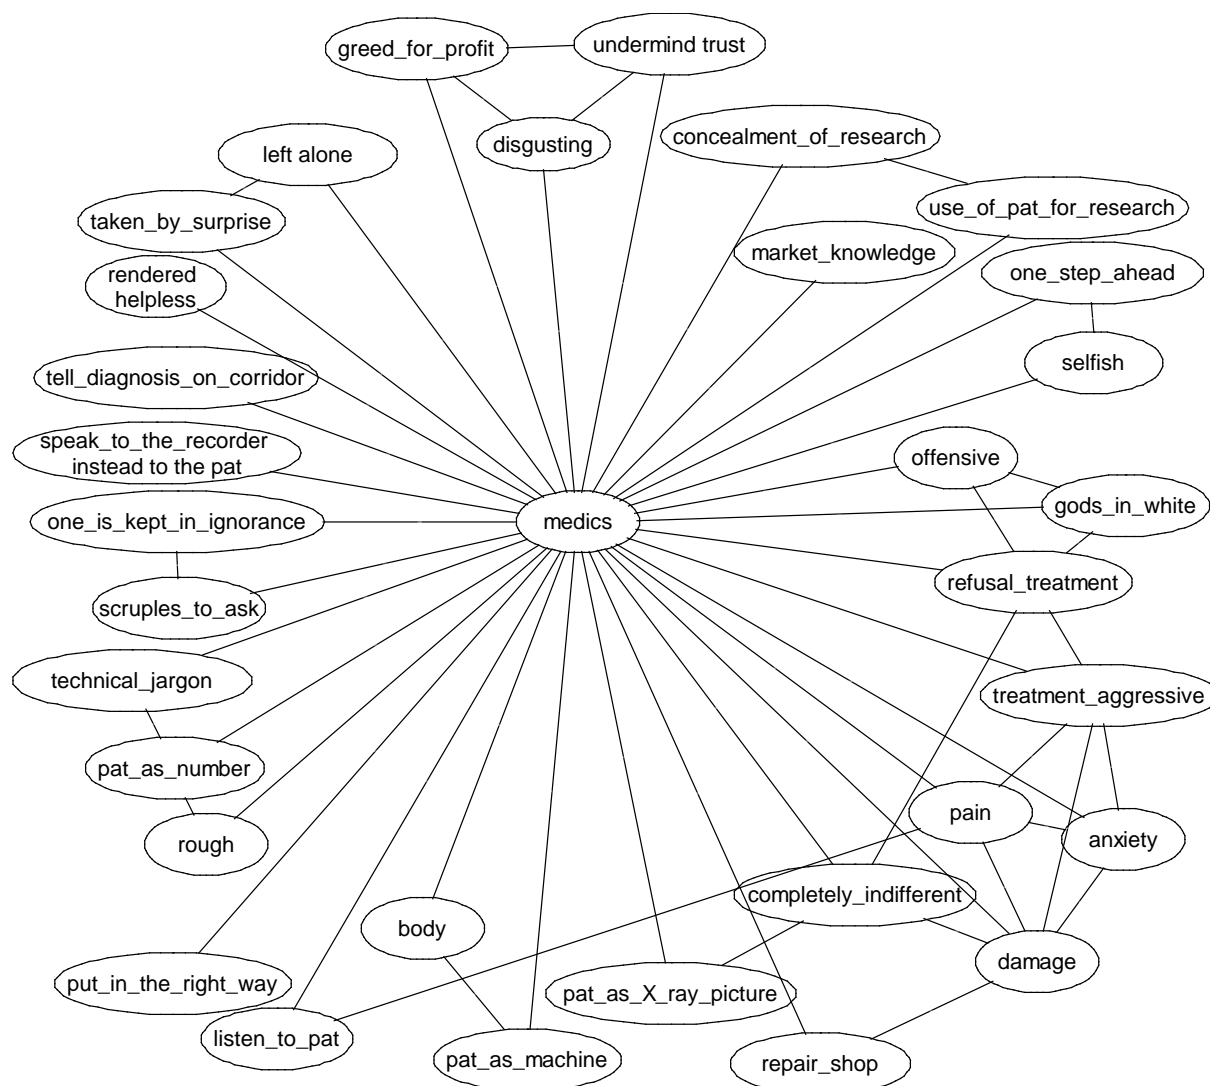 greed_for_profit
undermind trust
concealment_of_research
disgusting
left alone
use_of_pat_for_research
taken_by_surprise
market_knowledge
one_step_ahead
rendered
helpless
selfish
tell_diagnosis_on_corridor
speak_to_the_recorder
instead to the pat
offensive
gods_in_white
one_is_kept_in_ignorance
medics
refusal_treatment
scruples_to_ask
technical_jargon
treatment_aggressive
pat_as_number
pain
anxiety
rough
completely_indifferent
body
damage
put_in_the_right_way
pat_as_X_ray_picture
listen_to_pat
pat_as_machine
repair_shop